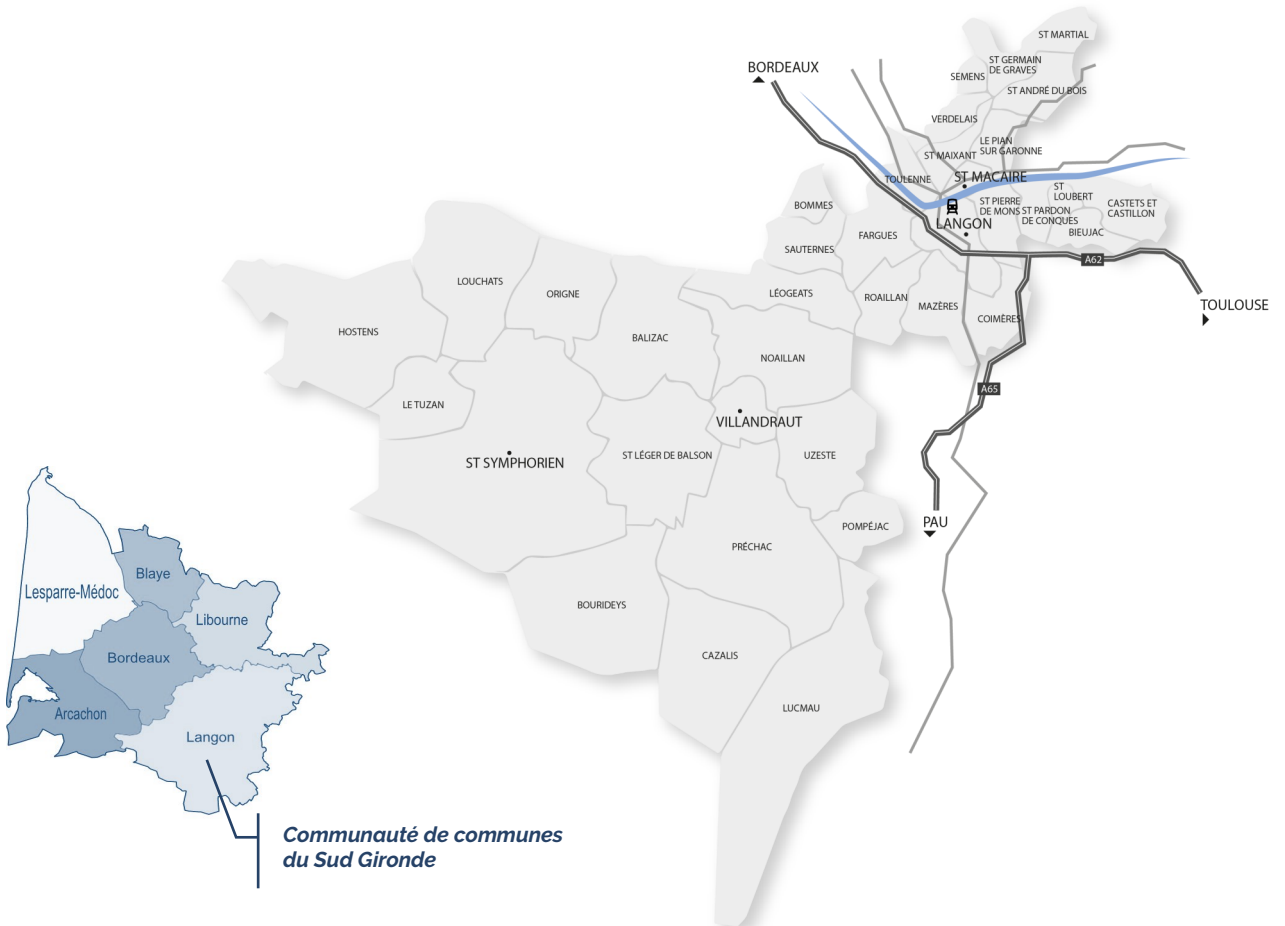 ST MARTIAL
ST GERMAIN
DE GRAVES
BORDEAUX
SEMENS
ST ANDRÉ DU BOIS
VERDELAIS
LE PIAN
SUR GARONNE
ST MAIXANT
TOULENNE
ST MACAIRE
ST
LOUBERT
BOMMES
ST PIERRE
DE MONS
CASTETS ET
CASTILLON
ST PARDON
DE CONQUES
LANGON
BIEUJAC
FARGUES
SAUTERNES
A62
LOUCHATS
ORIGNE
LÉOGEATS
ROAILLAN
MAZÈRES
TOULOUSE
COIMÈRES
HOSTENS
BALIZAC
NOAILLAN
A65
LE TUZAN
VILLANDRAUT
ST SYMPHORIEN
ST LÉGER DE BALSON
UZESTE
PAU
POMPÉJAC
PRÉCHAC
BOURIDEYS
CAZALIS
LUCMAU
Blaye
Lesparre-Médoc
Libourne
Bordeaux
Arcachon
Langon
Communauté de communes
du Sud Gironde